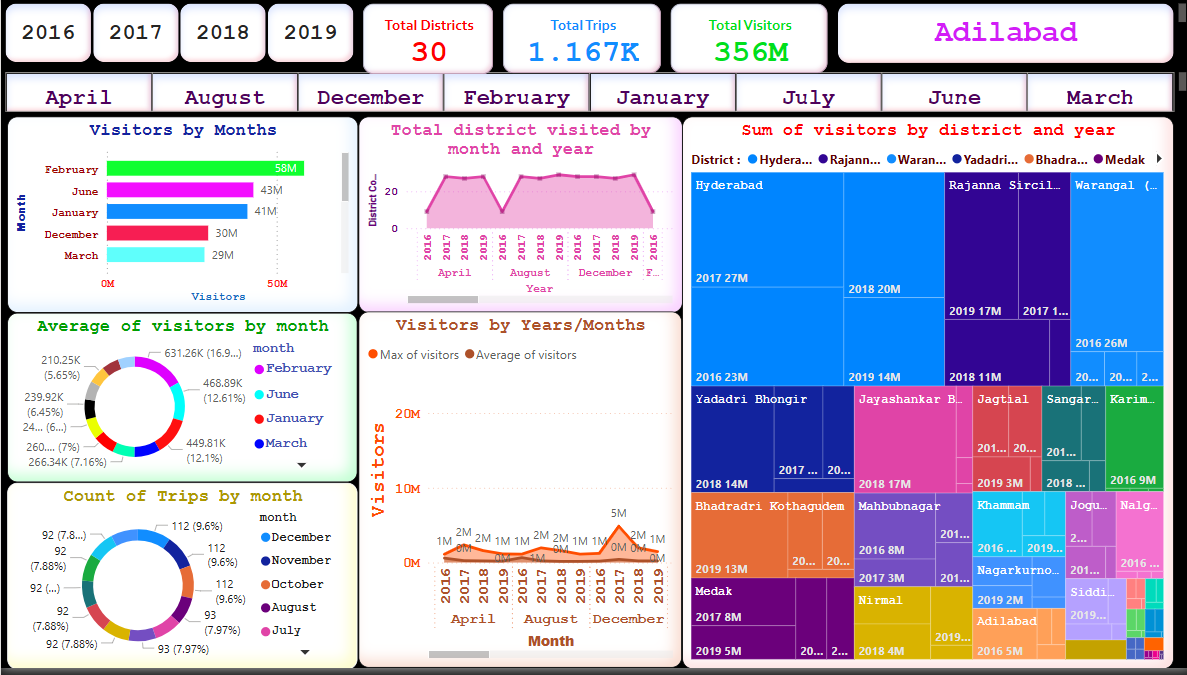 2016
2017
2018
2019
Total Districts
30
Total Trips
1.167K
Total Visitors
356M
Adilabad
April
August
December
February
January
July
June
March
Visitors by Months
Month
February
58M
June
43M
January
41M
December
30M
March
29M
0M
50M
Visitors
Total district visited by
month and year
District Co...
20
0
2016 2017 2018 2019 2016 2017 2018 2019 2016 2017 2018 2019 2016
April August December F...
Year
Sum of visitors by district and year
District : Hydera... Rajann... Waran... Yadadri... Bhadra... Medak
Hyderabad
2017 27M
2016 23M
2018 20M
2019 14M
Rajanna Sircil...
2019 17M
2017 1...
2018 11M
Warangal (...
2016 26M
20...
20...
2...
Yadadri Bhongir
2018 14M
2017 ...
20...
Jayashankar B...
2018 17M
Jagtial
201...
20...
2019 3M
Sangar...
201...
2018 ...
Karim...
2016 9M
Bhadradri Kothagudem
2019 13M
20...
20...
Mahbubnagar
2016 8M
201...
2017 3M
201...
Khammam
2016 ...
2019...
Jogu...
2...
201...
Nalg...
2016 ...
Nagarkurno...
2019 2M
Medak
2017 8M
2019 5M
20...
2...
Nirmal
2018 4M
2019...
Adilabad
2016 5M
Siddi...
2019...
Average of visitors by month
631.26K (16.9...
468.89K
(12.61%)
449.81K
(12.1%)
266.34K (7.16%)
260.... (7%)
24... (6...)
239.92K
(6.45%)
210.25K
(5.65%)
month
February
June
January
March
Visitors by Years/Months
Max of visitors Average of visitors
Visitors
20M
10M
0M
1M 2M 0M 2M 1M 1M 0M 1M 2M 1M 2M 0M 1M 1M 5M 0M 2M 0M 1M 0M
2016 2017 2018 2019 2016 2017 2018 2019 2016 2017 2018 2019
April August December
Month
Count of Trips by month
112 (9.6%)
112
(9.6%)
112
(9.6%)
93
(7.97%)
93 (7.97%)
92 (7.88%)
92
(7.88%)
92 (...)
92
(7.88%)
92 (7.8...)
month
December
November
October
August
July